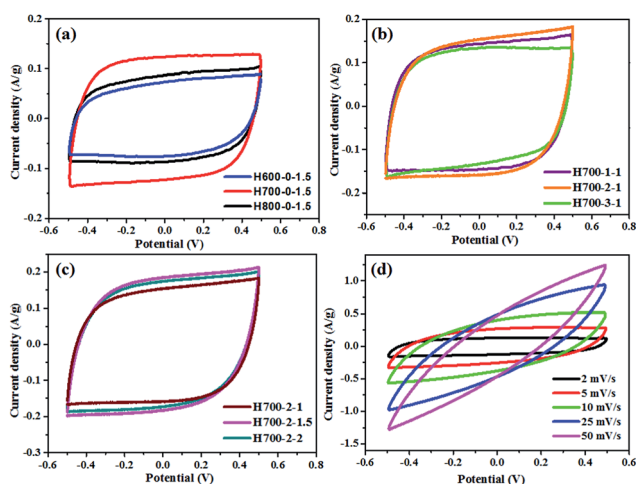 (a)
Current density (A/g)
0.2
0.1
0.0
-0.1
-0.2
H600-0-1.5
H700-0-1.5
H800-0-1.5
-0.6 -0.4 -0.2 0.0 0.2 0.4 0.6 0.8
Potential (V)
(b)
Current density (A/g)
0.2
0.1
0.0
-0.1
-0.2
H700-1-1
H700-2-1
H700-3-1
-0.6 -0.4 -0.2 0.0 0.2 0.4 0.6 0.8
Potential (V)
(c)
Current density (A/g)
0.2
0.1
0.0
-0.1
-0.2
-0.3
H700-2-1
H700-2-1.5
H700-2-2
-0.6 -0.4 -0.2 0.0 0.2 0.4 0.6 0.8
Potential (V)
(d)
Current density (A/g)
1.0
0.5
0.0
-0.5
-1.0
-1.5
2 mV/s
5 mV/s
10 mV/s
25 mV/s
50 mV/s
-0.6 -0.4 -0.2 0.0 0.2 0.4 0.6
Potential (V)